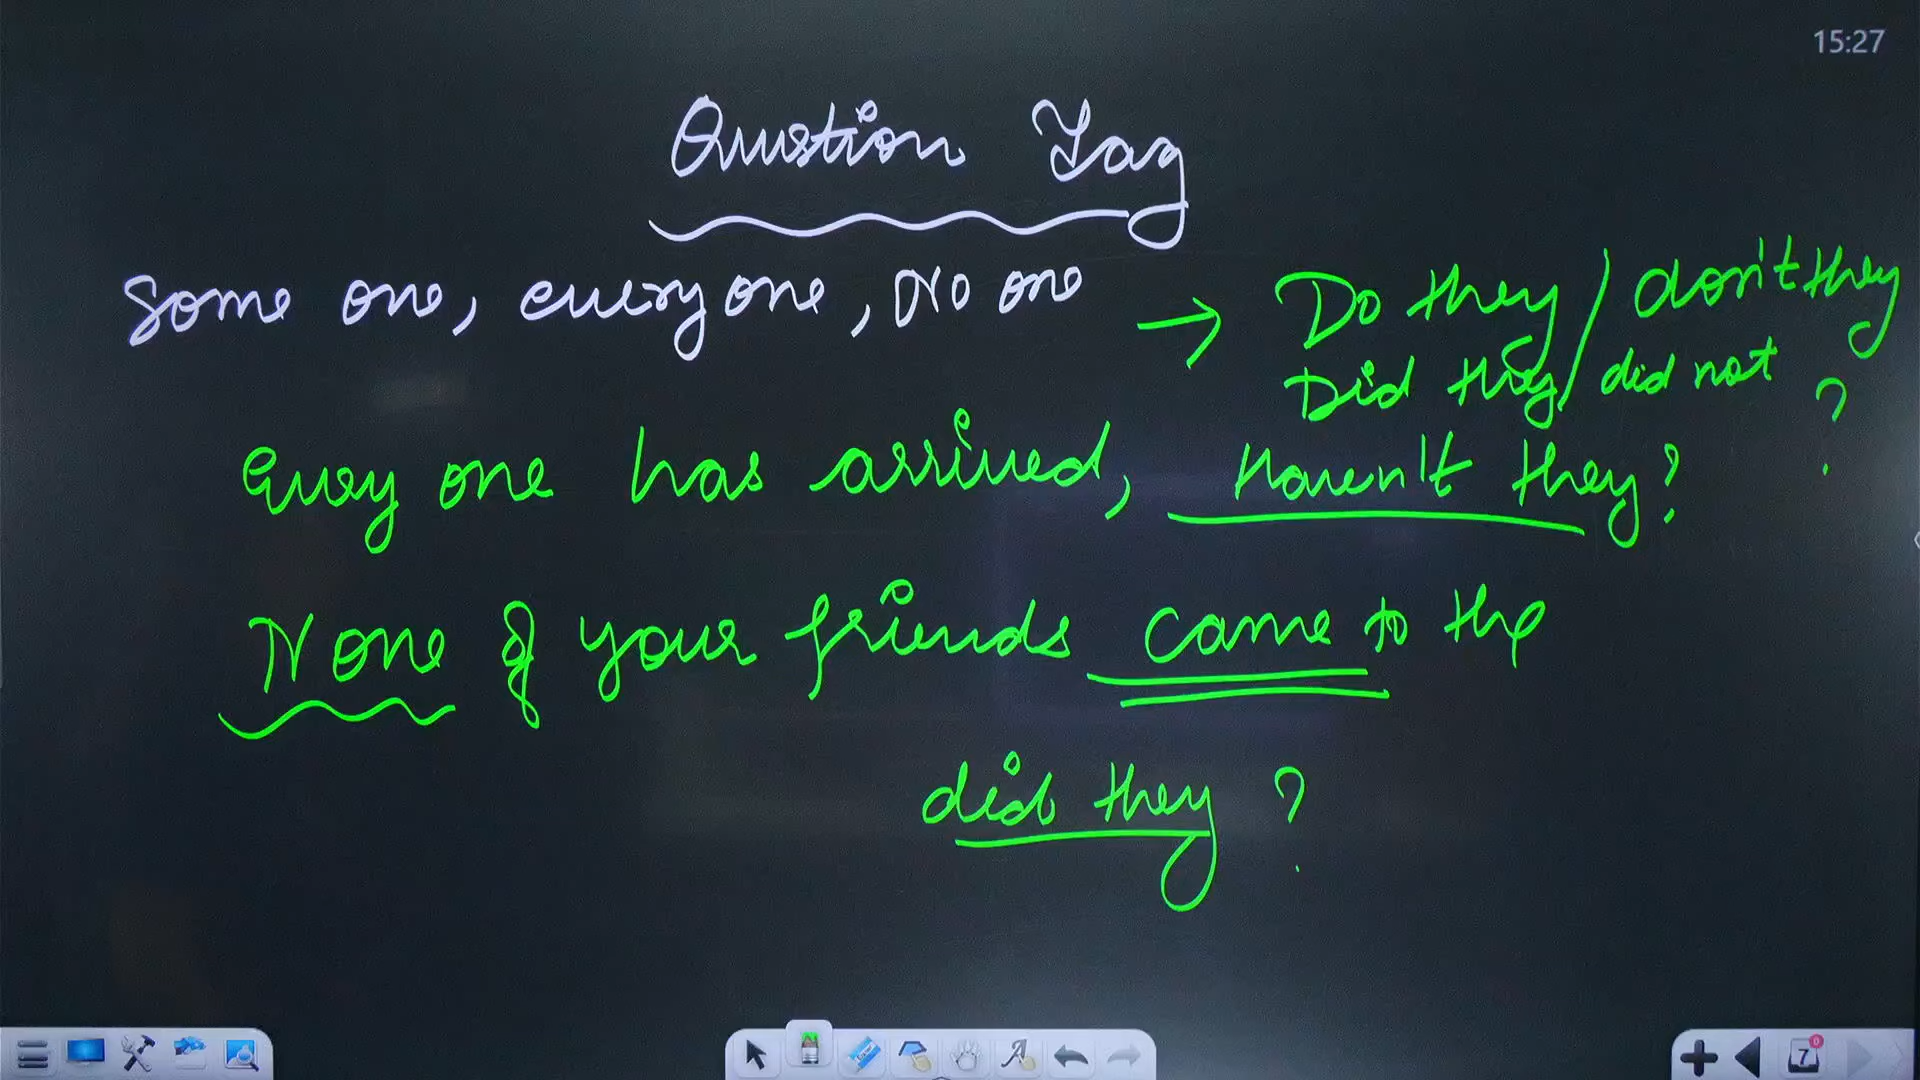 15:27
Question Tag
Some one, everyone, No one → Do they / don't they
Did they / did not ?
Every one has arrived, Haven't they?
None of your friends came to the
did they ?
7